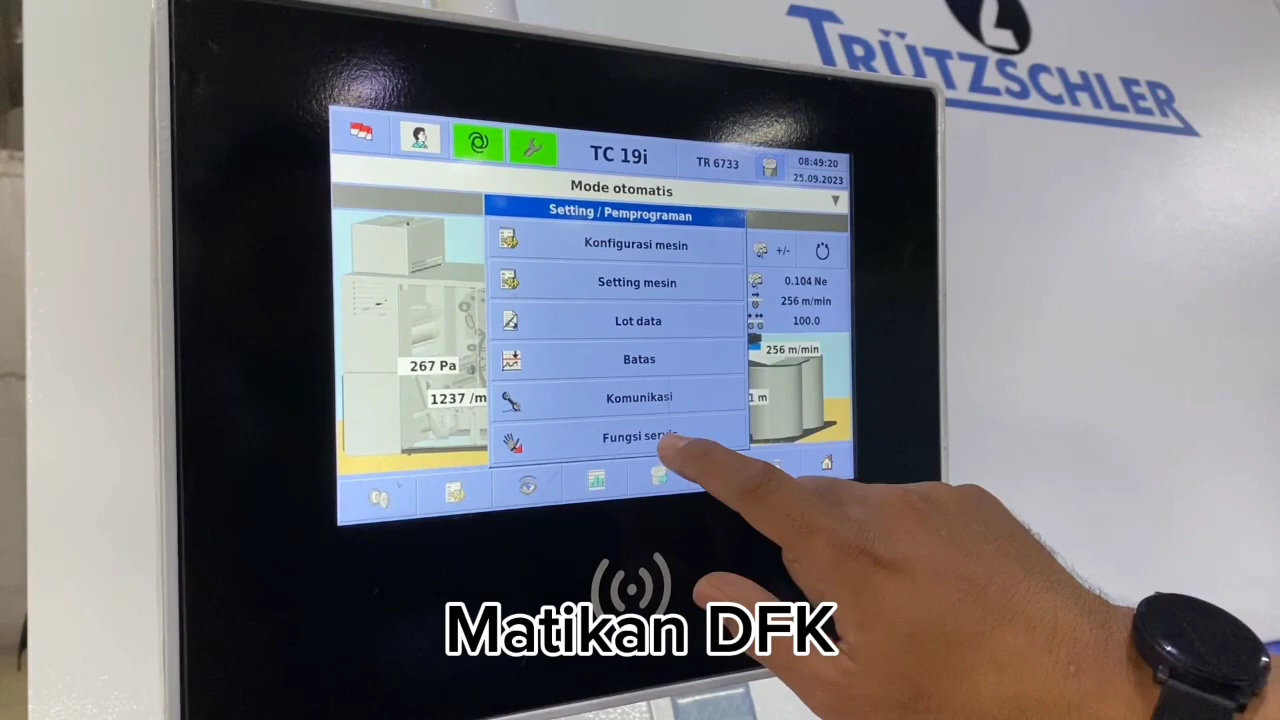 TRÜTZSCHLER
TC 19i
TR 6733
08:49:20
25.09.2023
Mode otomatis
Setting / Pemprograman
Konfigurasi mesin
Setting mesin
Lot data
Batas
Komunikasi
Fungsi servis
+/-
0.104 Ne
256 m/min
100.0
256 m/min
267 Pa
1237 /m
1 m
Matikan DFK